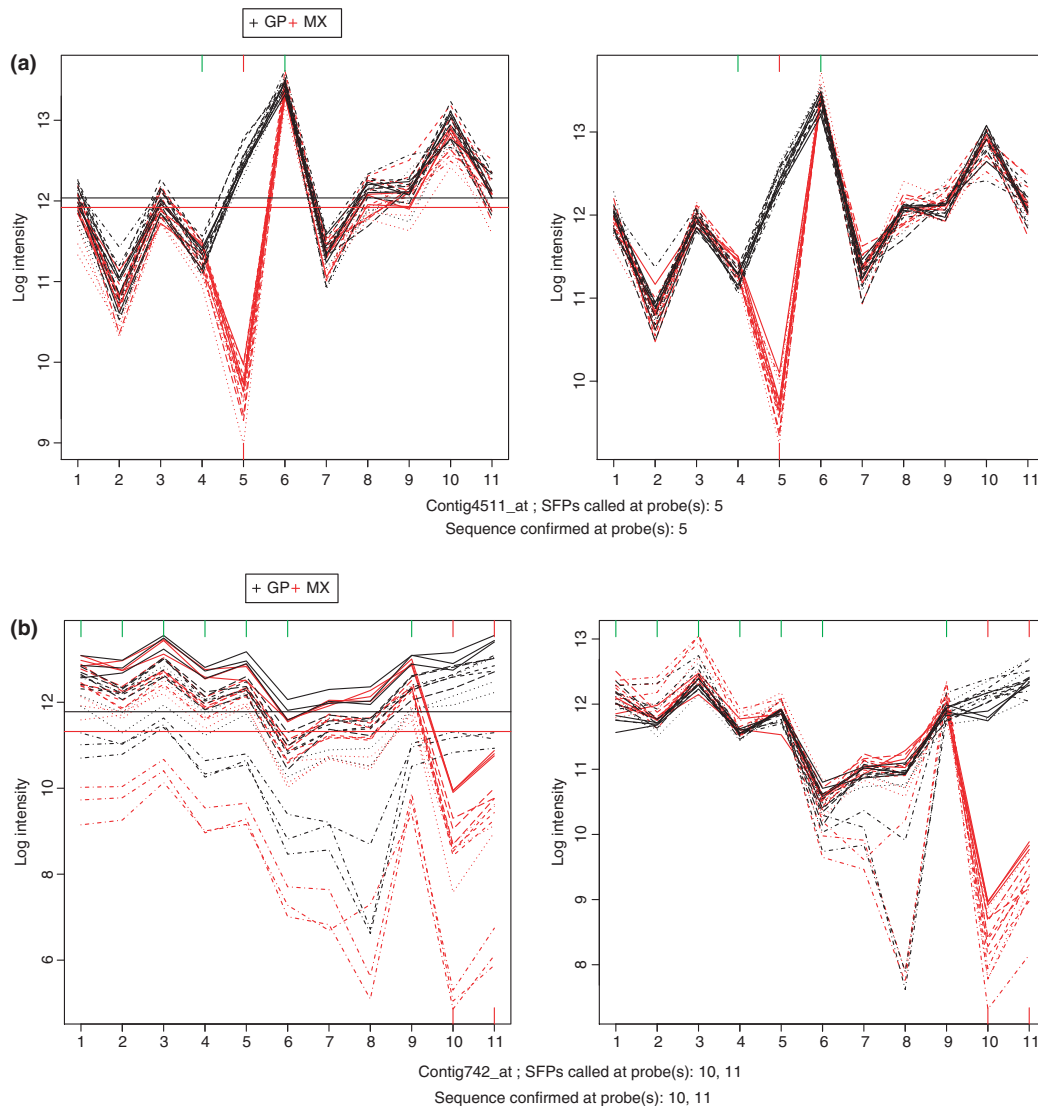 + GP + MX
(a)
13
12
11
10
9
Log intensity
1 2 3 4 5 6 7 8 9 10 11
13
12
11
10
Log intensity
1 2 3 4 5 6 7 8 9 10 11
Contig4511_at ; SFPs called at probe(s): 5
Sequence confirmed at probe(s): 5
+ GP + MX
(b)
12
10
8
6
Log intensity
1 2 3 4 5 6 7 8 9 10 11
13
12
11
10
9
8
Log intensity
1 2 3 4 5 6 7 8 9 10 11
Contig742_at ; SFPs called at probe(s): 10, 11
Sequence confirmed at probe(s): 10, 11